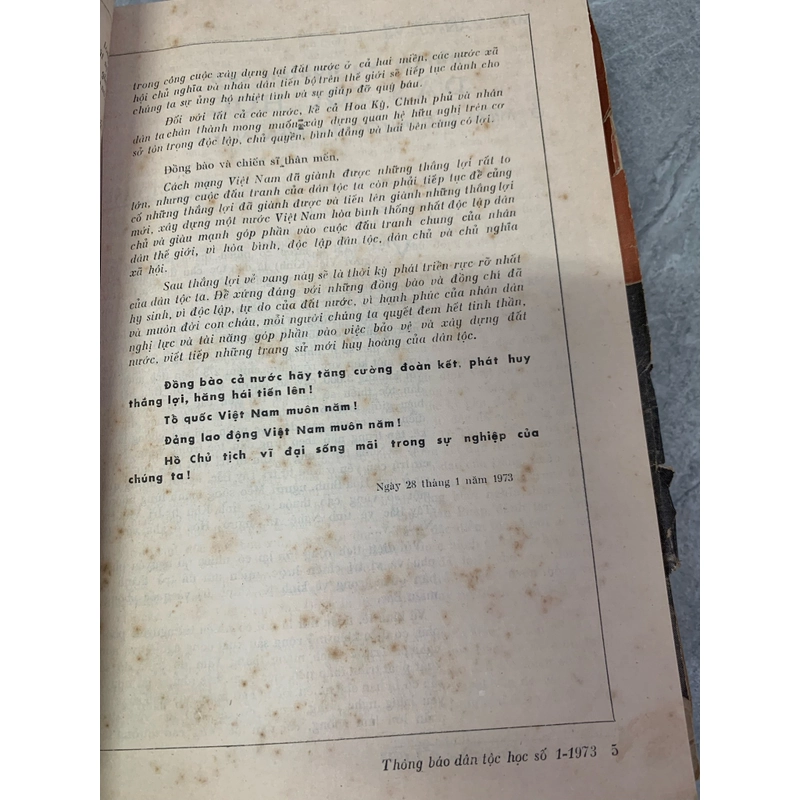 trong công cuộc xây dựng lại đất nước ở cả hai miền, các nước xã
hội chủ nghĩa và nhân dân tiến bộ trên thế giới sẽ tiếp tục dành cho
chúng ta sự ủng hộ nhiệt tình và sự giúp đỡ quý báu.
Đối với tất cả các nước, kể cả Hoa Kỳ, Chính phủ và nhân
dân ta chân thành mong muốn xây dựng quan hệ hữu nghị trên cơ
sở tôn trọng độc lập, chủ quyền, bình đẳng và hai bên cùng có lợi.
Đồng bào và chiến sĩ thân mến,
Cách mạng Việt Nam đã giành được những thắng lợi rất to
lớn, nhưng cuộc đấu tranh của dân tộc ta còn phải tiếp tục để củng
cố những thắng lợi đã giành được và tiến lên giành những thắng lợi
mới, xây dựng một nước Việt Nam hòa bình thống nhất độc lập dân
chủ và giàu mạnh góp phần vào cuộc đấu tranh chung của nhân
dân thế giới, vì hòa bình, độc lập dân tộc, dân chủ và chủ nghĩa
xã hội.
Sau thắng lợi vẻ vang này sẽ là thời kỳ phát triển rực rỡ nhất
của dân tộc ta. Để xứng đáng với những đồng bào và đồng chí đã
hy sinh, vì độc lập, tự do của đất nước, vì hạnh phúc của nhân dân
và muôn đời con cháu, mỗi người chúng ta quyết đem hết tinh thần,
nghị lực và tài năng góp phần vào việc bảo vệ và xây dựng đất
nước, viết tiếp những trang sử mới huy hoàng của dân tộc.
Đồng bào cả nước hãy tăng cường đoàn kết. phát huy
thắng lợi, hăng hái tiến lên !
Tổ quốc Việt Nam muôn năm !
Đảng lao động Việt Nam muôn năm !
Hồ Chủ tịch vĩ đại sống mãi trong sự nghiệp của
chúng ta !
Ngày 28 tháng 1 năm 1973
Thông báo dân tộc học số 1-1973 5